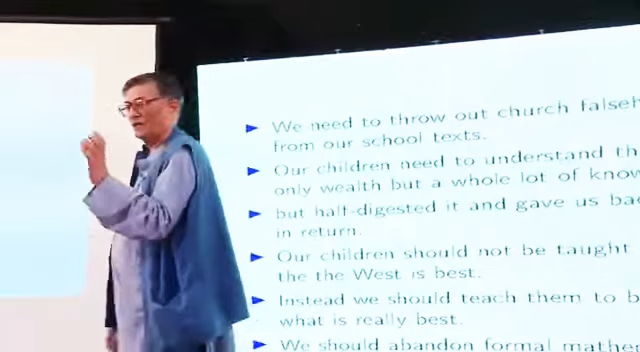 We need to throw out church falseh
from our school texts.
Our children need to understand th
only wealth but a whole lot of know
but half-digested it and gave us ba
in return.
Our children should not be taught
the the West is best.
Instead we should teach them to b
what is really best.
We should abandon formal mathe